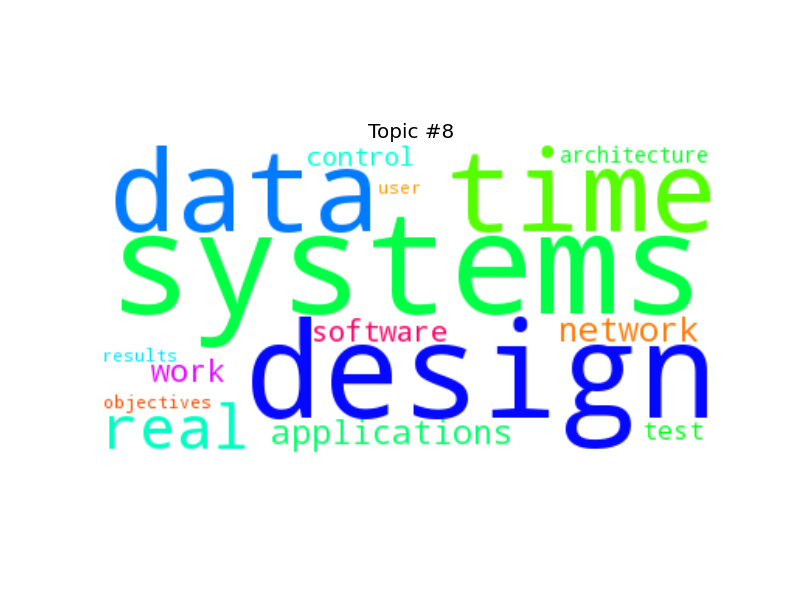 Topic #8
control architecture
data time
user
systems
software network
results
work design
objectives
real applications test